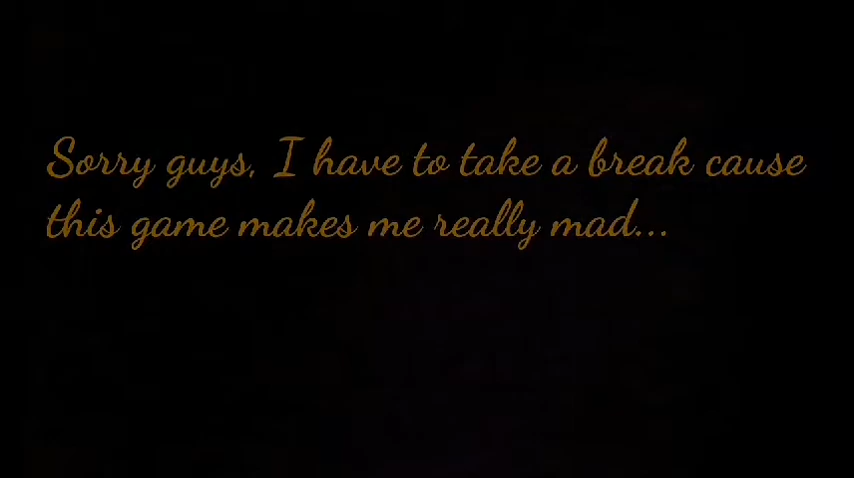 Sorry guys, I have to take a break cause
this game makes me really mad...